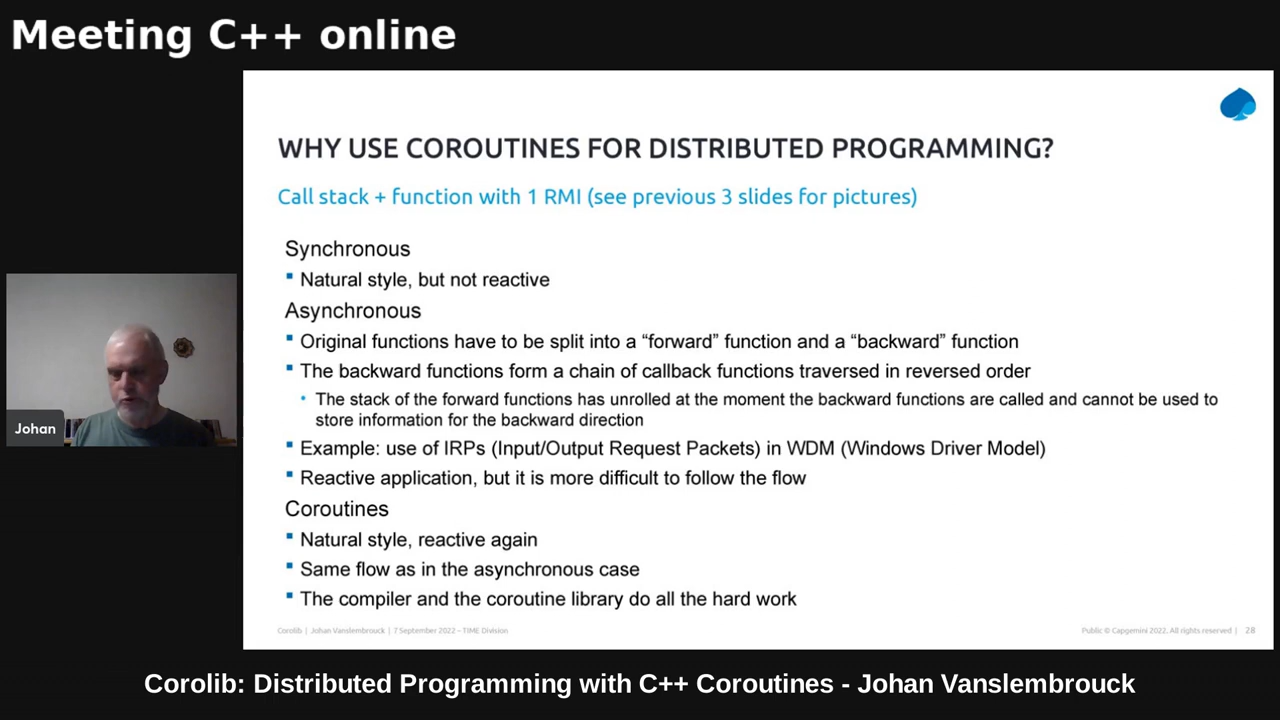 Meeting C++ online
WHY USE COROUTINES FOR DISTRIBUTED PROGRAMMING?
Call stack + function with 1 RMI (see previous 3 slides for pictures)
Synchronous
Natural style, but not reactive
Asynchronous
Original functions have to be split into a “forward” function and a “backward” function
The backward functions form a chain of callback functions traversed in reversed order
The stack of the forward functions has unrolled at the moment the backward functions are called and cannot be used to
store information for the backward direction
Example: use of IRPs (Input/Output Request Packets) in WDM (Windows Driver Model)
Reactive application, but it is more difficult to follow the flow
Coroutines
Natural style, reactive again
Same flow as in the asynchronous case
The compiler and the coroutine library do all the hard work
Johan
Corolib | Johan Vanslembrouck | 7 September 2022 – TIME Division
Public © Capgemini 2022. All rights reserved | 28
Corolib: Distributed Programming with C++ Coroutines - Johan Vanslembrouck